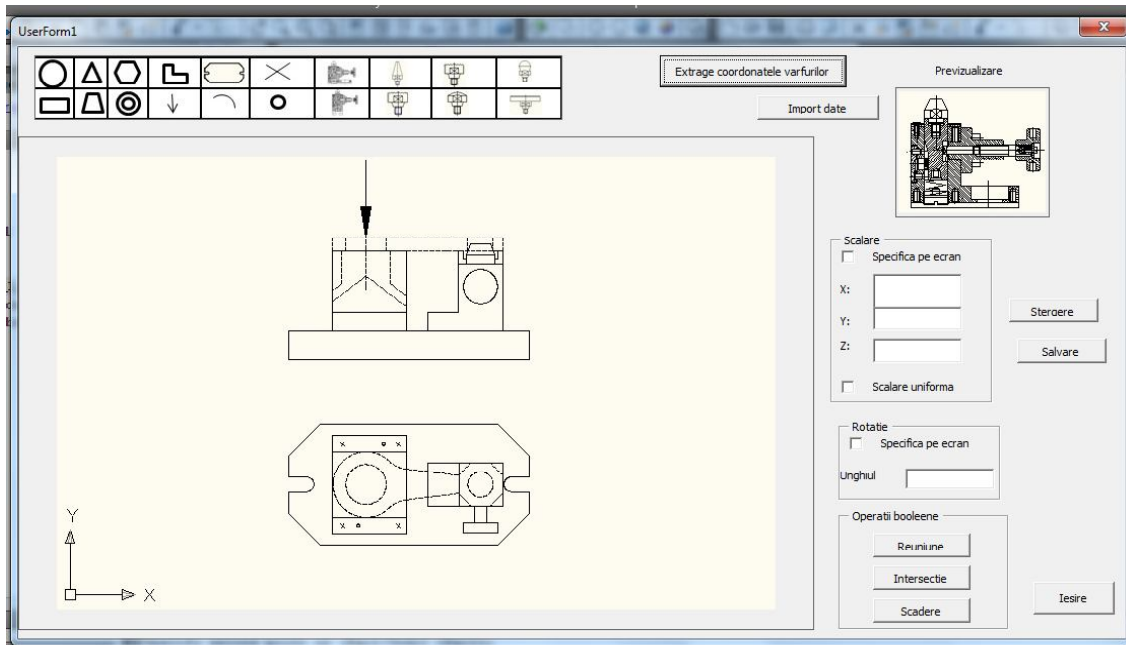 UserForm1
Extrage coordonatele varfurilor
Previzualizare
Import date
Scalare
Specifica pe ecran
X:
Y:
Z:
Stergere
Salvare
Scalare uniforma
Rotatie
Specifica pe ecran
Unghiul
Operatii booleene
Reuniune
Intersectie
Scadere
Iesire
Y
X